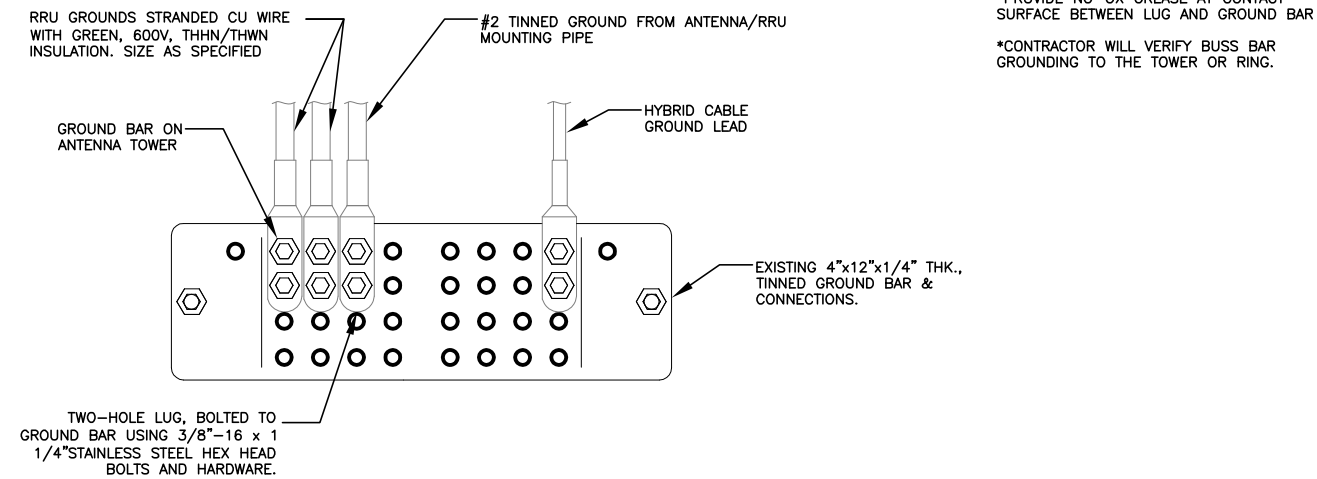 RRU GROUNDS STRANDED CU WIRE
WITH GREEN, 600V, THHN/THWN
INSULATION. SIZE AS SPECIFIED
#2 TINNED GROUND FROM ANTENNA/RRU
MOUNTING PIPE
SURFACE BETWEEN LUG AND GROUND BAR
*CONTRACTOR WILL VERIFY BUSS BAR
GROUNDING TO THE TOWER OR RING.
GROUND BAR ON
ANTENNA TOWER
HYBRID CABLE
GROUND LEAD
EXISTING 4"x12"x1/4" THK.,
TINNED GROUND BAR &
CONNECTIONS.
TWO-HOLE LUG, BOLTED TO
GROUND BAR USING 3/8"-16 x 1
1/4"STAINLESS STEEL HEX HEAD
BOLTS AND HARDWARE.